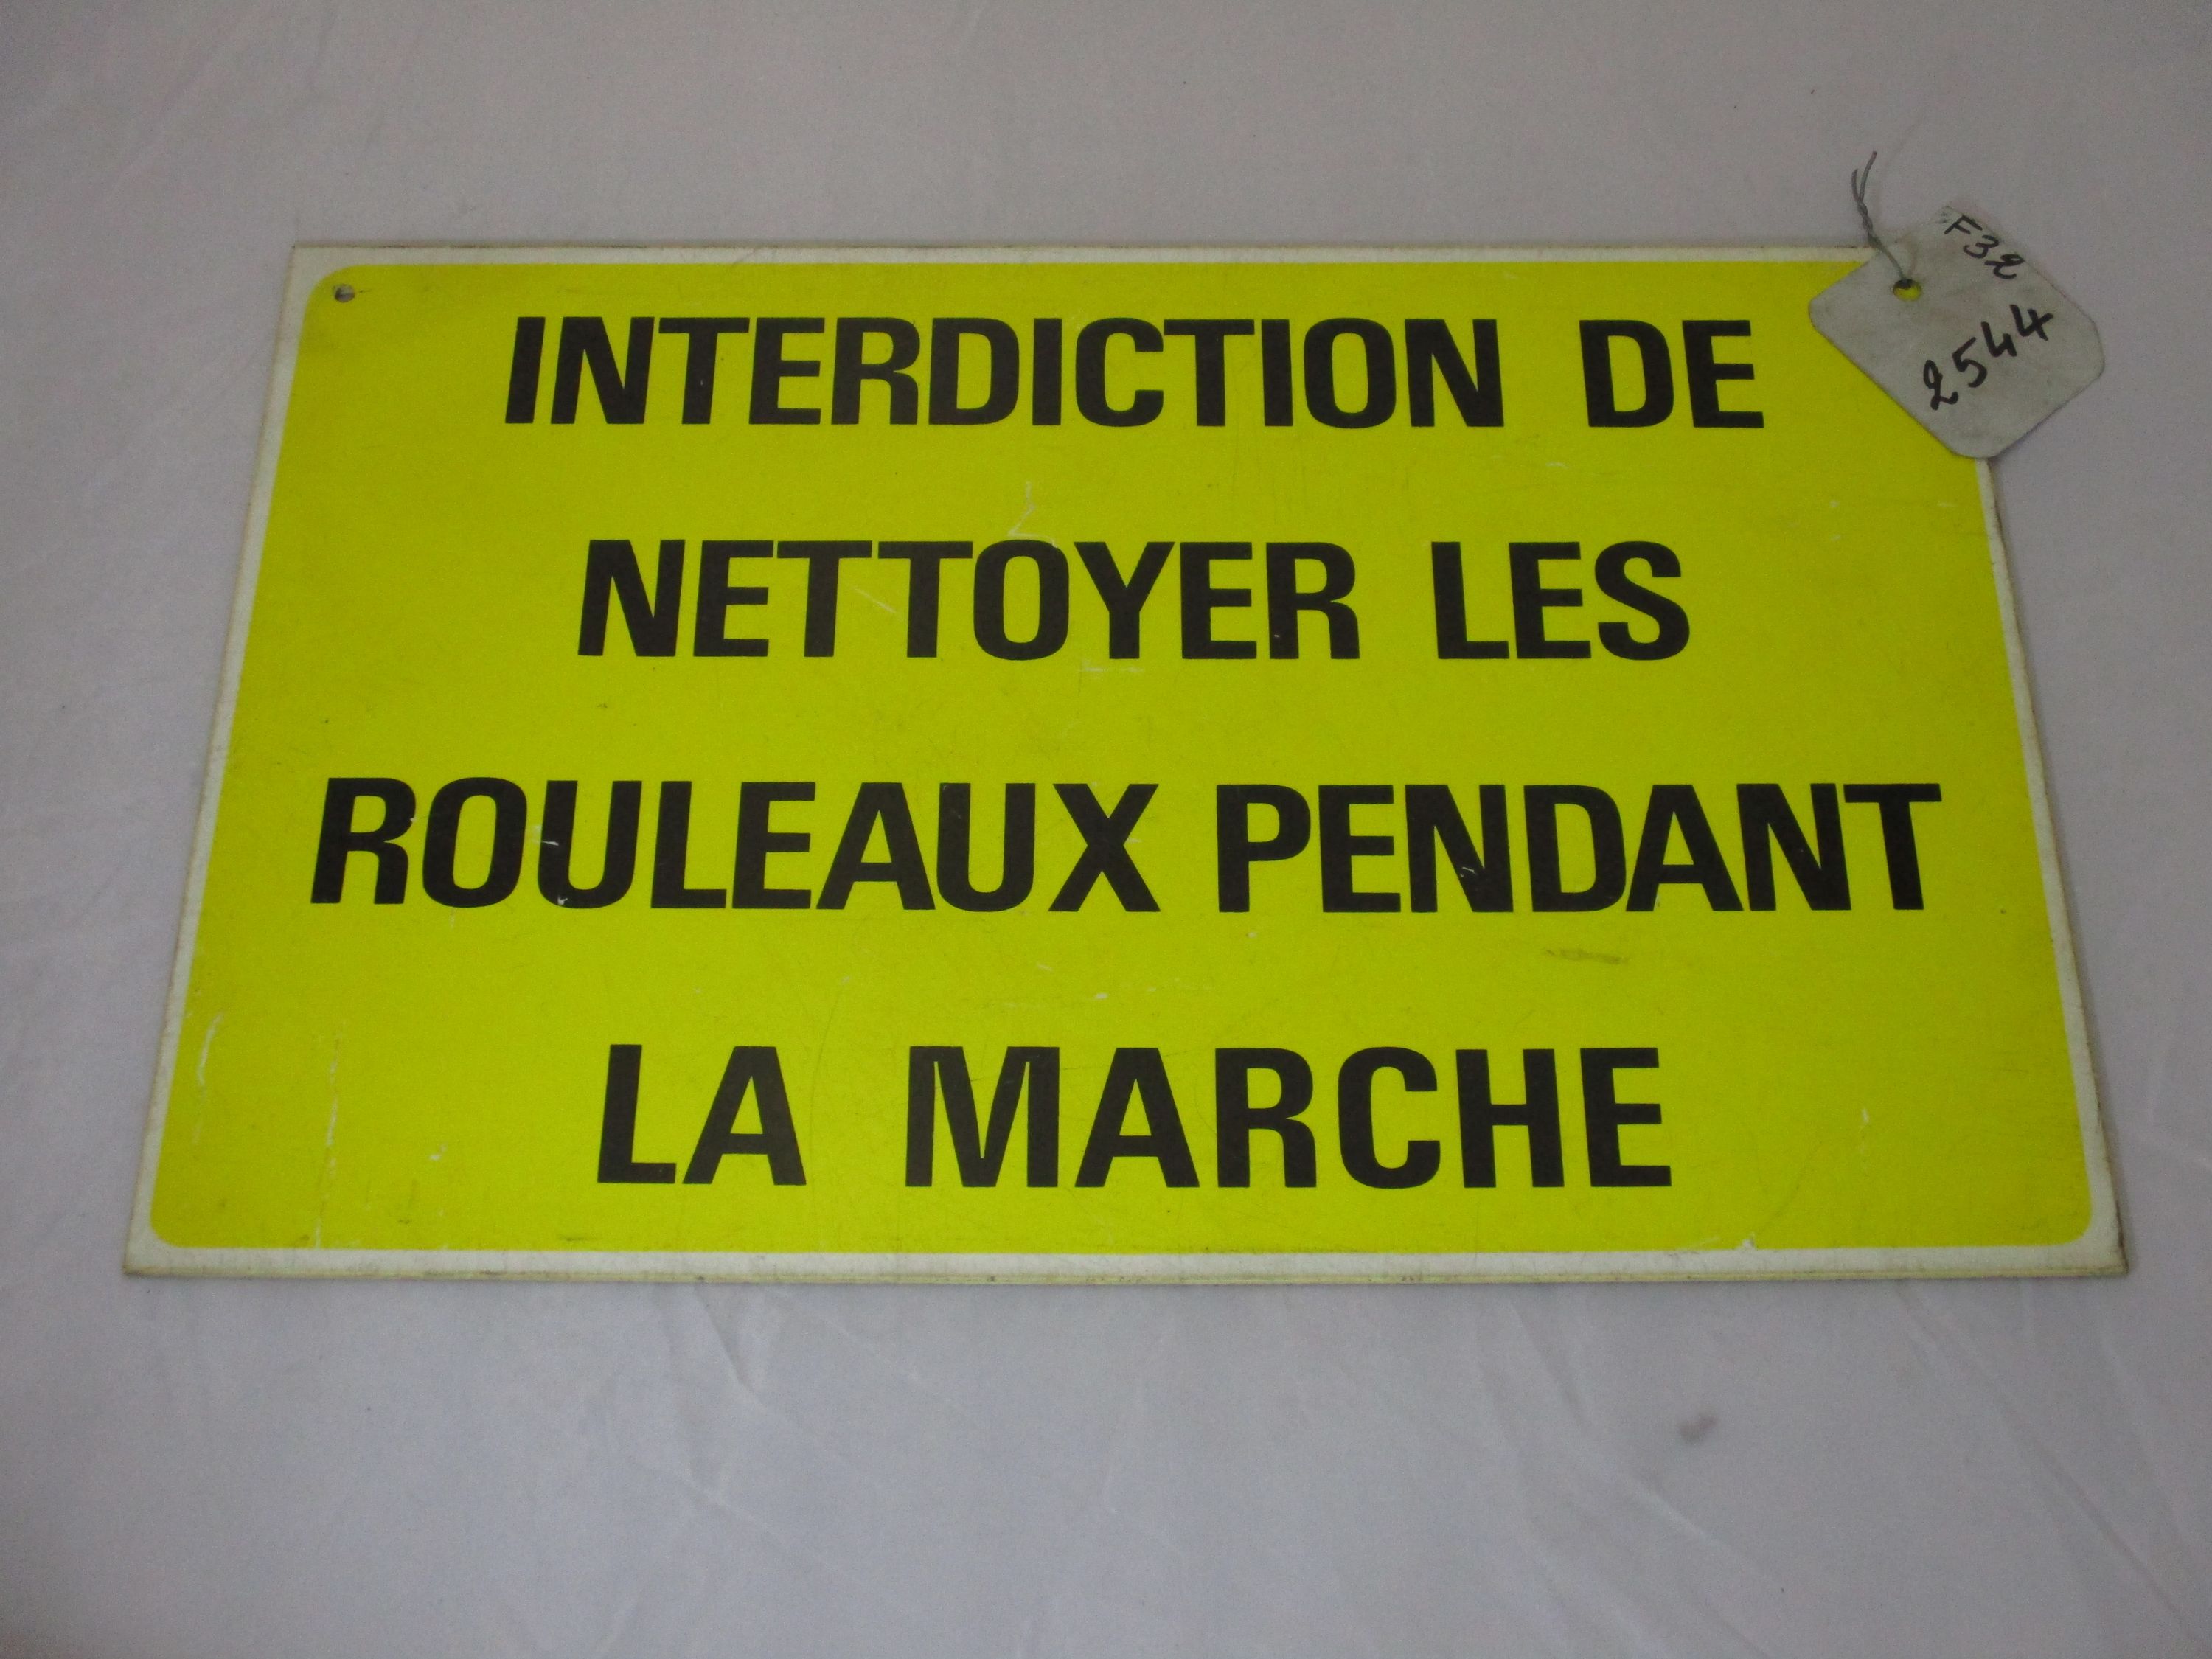 INTERDICTION DE
NETTOYER LES
ROULEAUX PENDANT
LA MARCHE
F32
2544